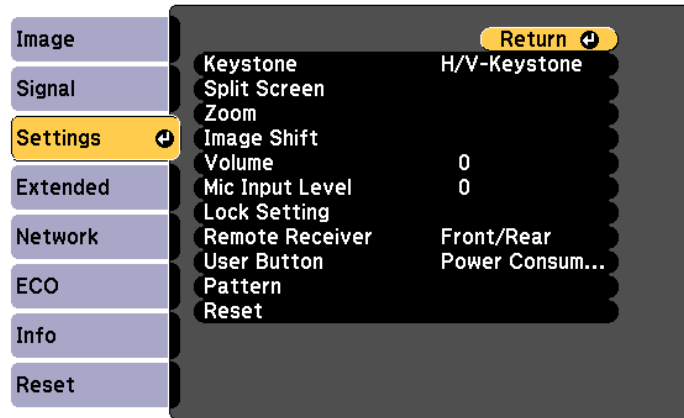 Image
Signal
Settings
Extended
Network
ECO
Info
Reset
Return
Keystone H/V-Keystone
Split Screen
Zoom
Image Shift
Volume 0
Mic Input Level 0
Lock Setting
Remote Receiver Front/Rear
User Button Power Consum...
Pattern
Reset